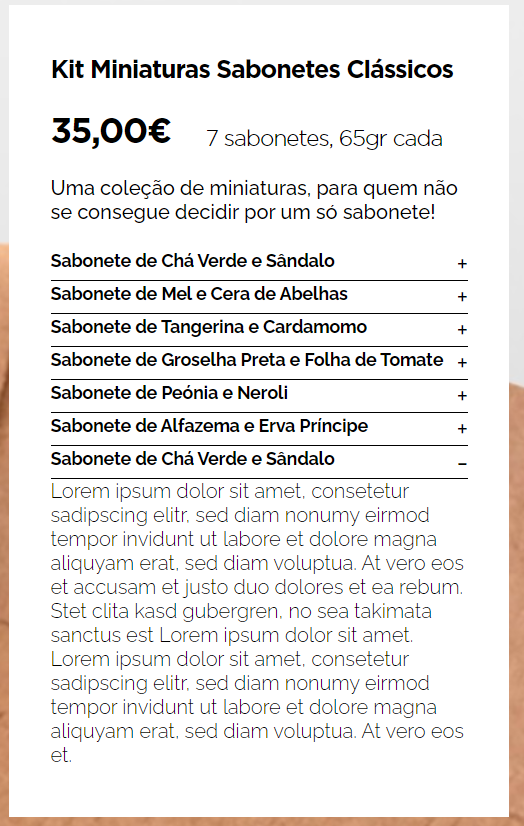 Kit Miniaturas Sabonetes Clássicos
35,00€ 7 sabonetes, 65gr cada
Uma coleção de miniaturas, para quem não
se consegue decidir por um só sabonete!
Sabonete de Chá Verde e Sândalo +
Sabonete de Mel e Cera de Abelhas +
Sabonete de Tangerina e Cardamomo +
Sabonete de Groselha Preta e Folha de Tomate +
Sabonete de Peónia e Neroli +
Sabonete de Alfazema e Erva Príncipe +
Sabonete de Chá Verde e Sândalo –
Lorem ipsum dolor sit amet, consetetur
sadipscing elitr, sed diam nonumy eirmod
tempor invidunt ut labore et dolore magna
aliquyam erat, sed diam voluptua. At vero eos
et accusam et justo duo dolores et ea rebum.
Stet clita kasd gubergren, no sea takimata
sanctus est Lorem ipsum dolor sit amet.
Lorem ipsum dolor sit amet, consetetur
sadipscing elitr, sed diam nonumy eirmod
tempor invidunt ut labore et dolore magna
aliquyam erat, sed diam voluptua. At vero eos
et.